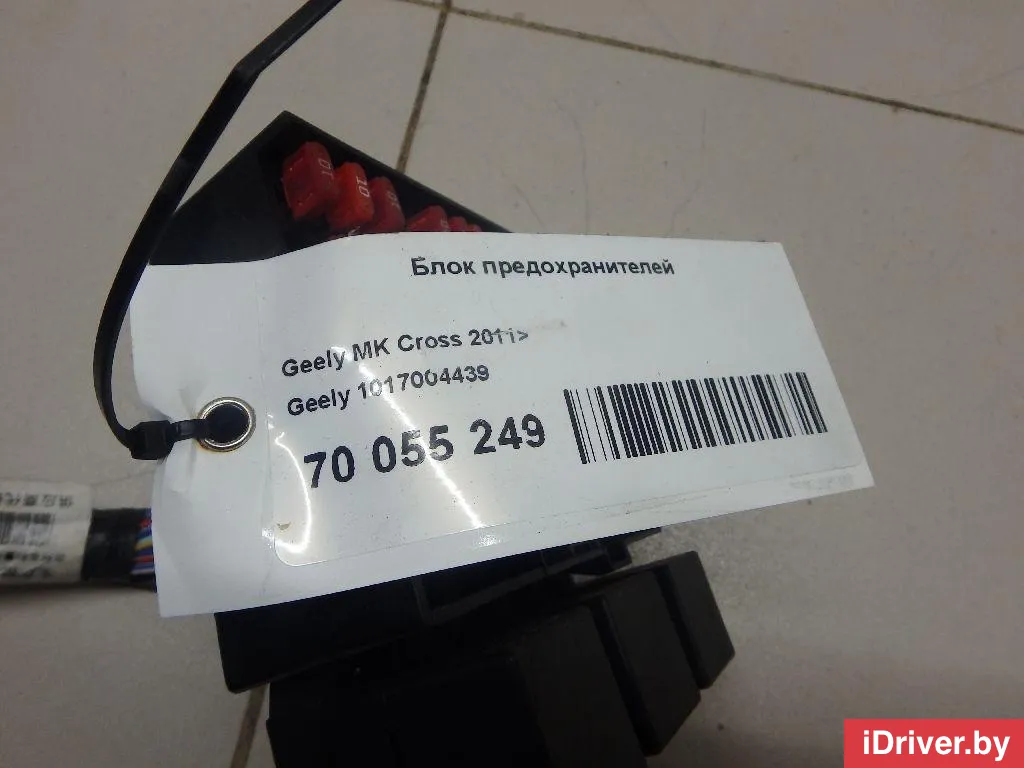 10
10
Блок предохранителей
Geely MK Cross 2011>
Geely 1017004439
70 055 249
iDriver.by